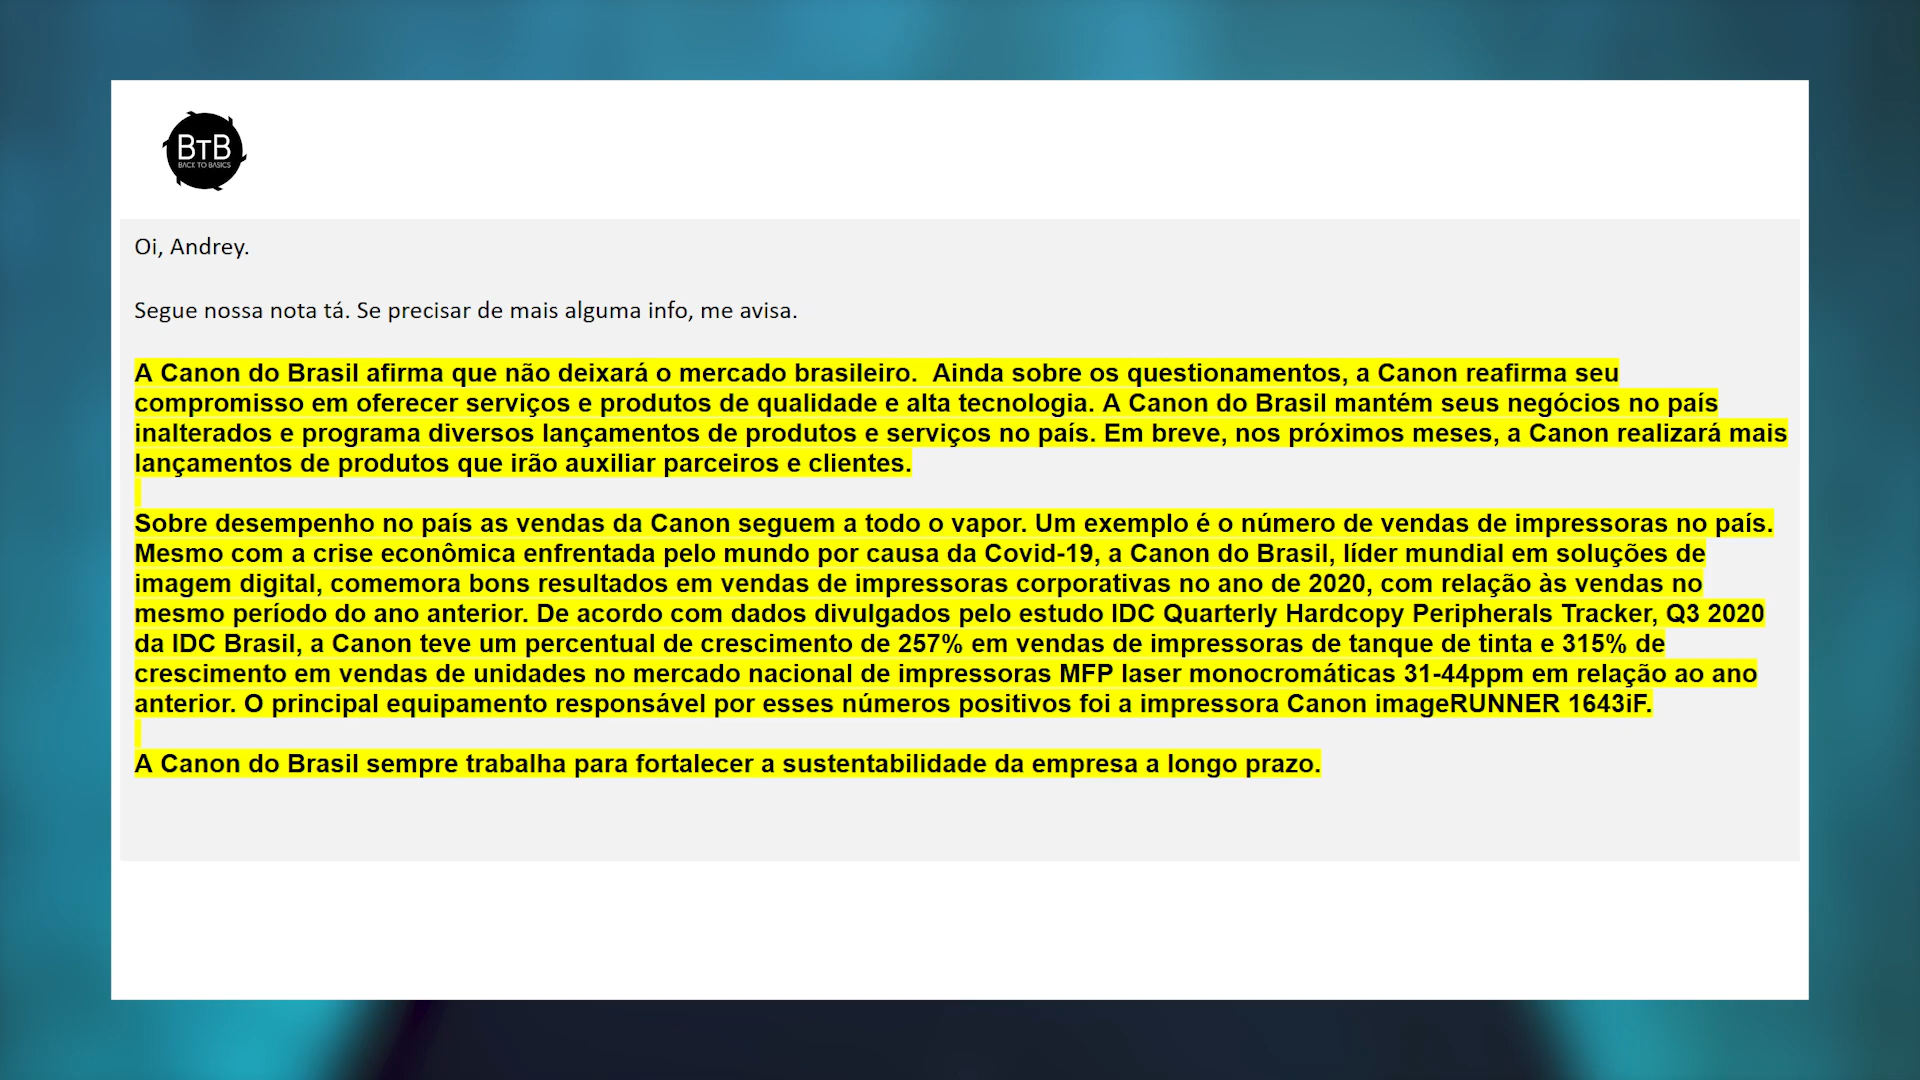 BTB
BACK TO BASICS
Oi, Andrey.
Segue nossa nota tá. Se precisar de mais alguma info, me avisa.
A Canon do Brasil afirma que não deixará o mercado brasileiro.  Ainda sobre os questionamentos, a Canon reafirma seu
compromisso em oferecer serviços e produtos de qualidade e alta tecnologia. A Canon do Brasil mantém seus negócios no país
inalterados e programa diversos lançamentos de produtos e serviços no país. Em breve, nos próximos meses, a Canon realizará mais
lançamentos de produtos que irão auxiliar parceiros e clientes.
Sobre desempenho no país as vendas da Canon seguem a todo o vapor. Um exemplo é o número de vendas de impressoras no país.
Mesmo com a crise econômica enfrentada pelo mundo por causa da Covid-19, a Canon do Brasil, líder mundial em soluções de
imagem digital, comemora bons resultados em vendas de impressoras corporativas no ano de 2020, com relação às vendas no
mesmo período do ano anterior. De acordo com dados divulgados pelo estudo IDC Quarterly Hardcopy Peripherals Tracker, Q3 2020
da IDC Brasil, a Canon teve um percentual de crescimento de 257% em vendas de impressoras de tanque de tinta e 315% de
crescimento em vendas de unidades no mercado nacional de impressoras MFP laser monocromáticas 31-44ppm em relação ao ano
anterior. O principal equipamento responsável por esses números positivos foi a impressora Canon imageRUNNER 1643iF.
A Canon do Brasil sempre trabalha para fortalecer a sustentabilidade da empresa a longo prazo.